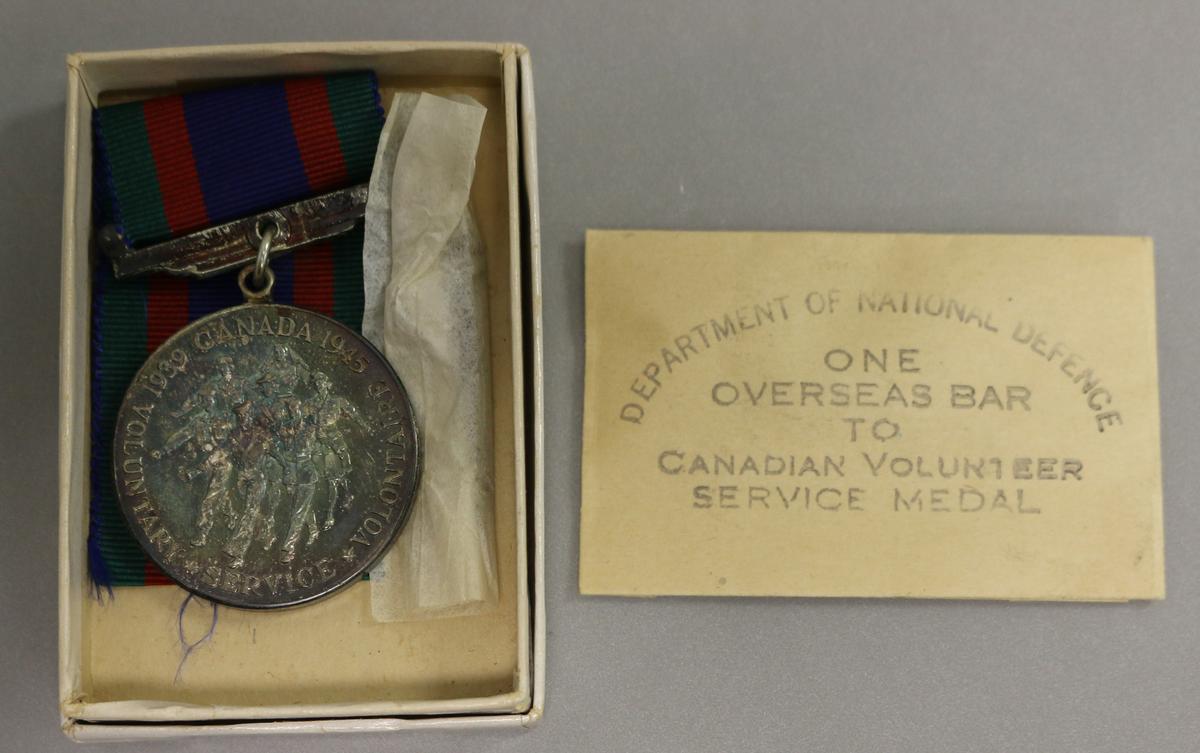 1939 CANADA 1945
VOLUNTARY SERVICE VOLONTAIRE
DEPARTMENT OF NATIONAL DEFENCE
ONE
OVERSEAS BAR
TO
CANADIAN VOLUNTEER
SERVICE MEDAL